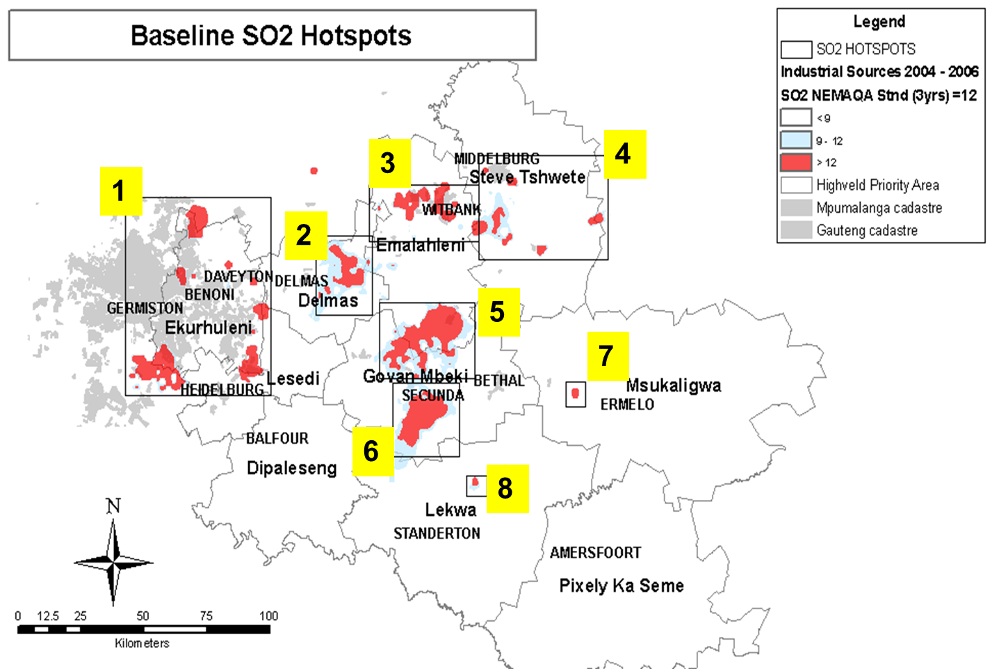 Baseline SO2 Hotspots
Legend
SO2 HOTSPOTS
Industrial Sources 2004 - 2006
SO2 NEMAQA Stnd (3yrs) =12
< 9
9 - 12
> 12
Highveld Priority Area
Mpumalanga cadastre
Gauteng cadastre
1
2
3
4
MIDDELBURG
Steve Tshwete
WITBANK
Emalahleni
DAVEYTON
DELMAS
BENONI
Delmas
GERMISTON
Ekurhuleni
5
7
Govan Mbeki
BETHAL
Lesedi
HEIDELBURG
SECUNDA
Msukaligwa
ERMELO
BALFOUR
6
Dipaleseng
8
Lekwa
STANDERTON
AMERSFOORT
Pixely Ka Seme
N
0 12.5 25 50 75 100
Kilometers